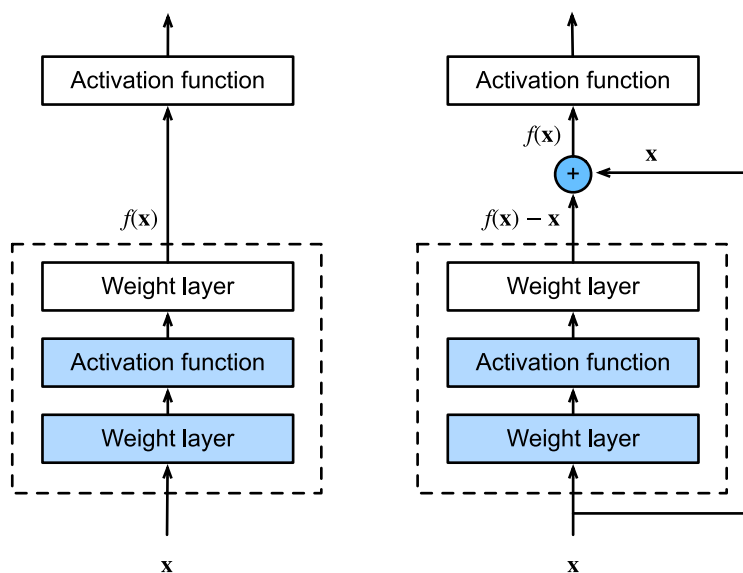 Activation function
f(x)
Weight layer
Activation function
Weight layer
x
Activation function
f(x)
x
+
f(x) − x
Weight layer
Activation function
Weight layer
x